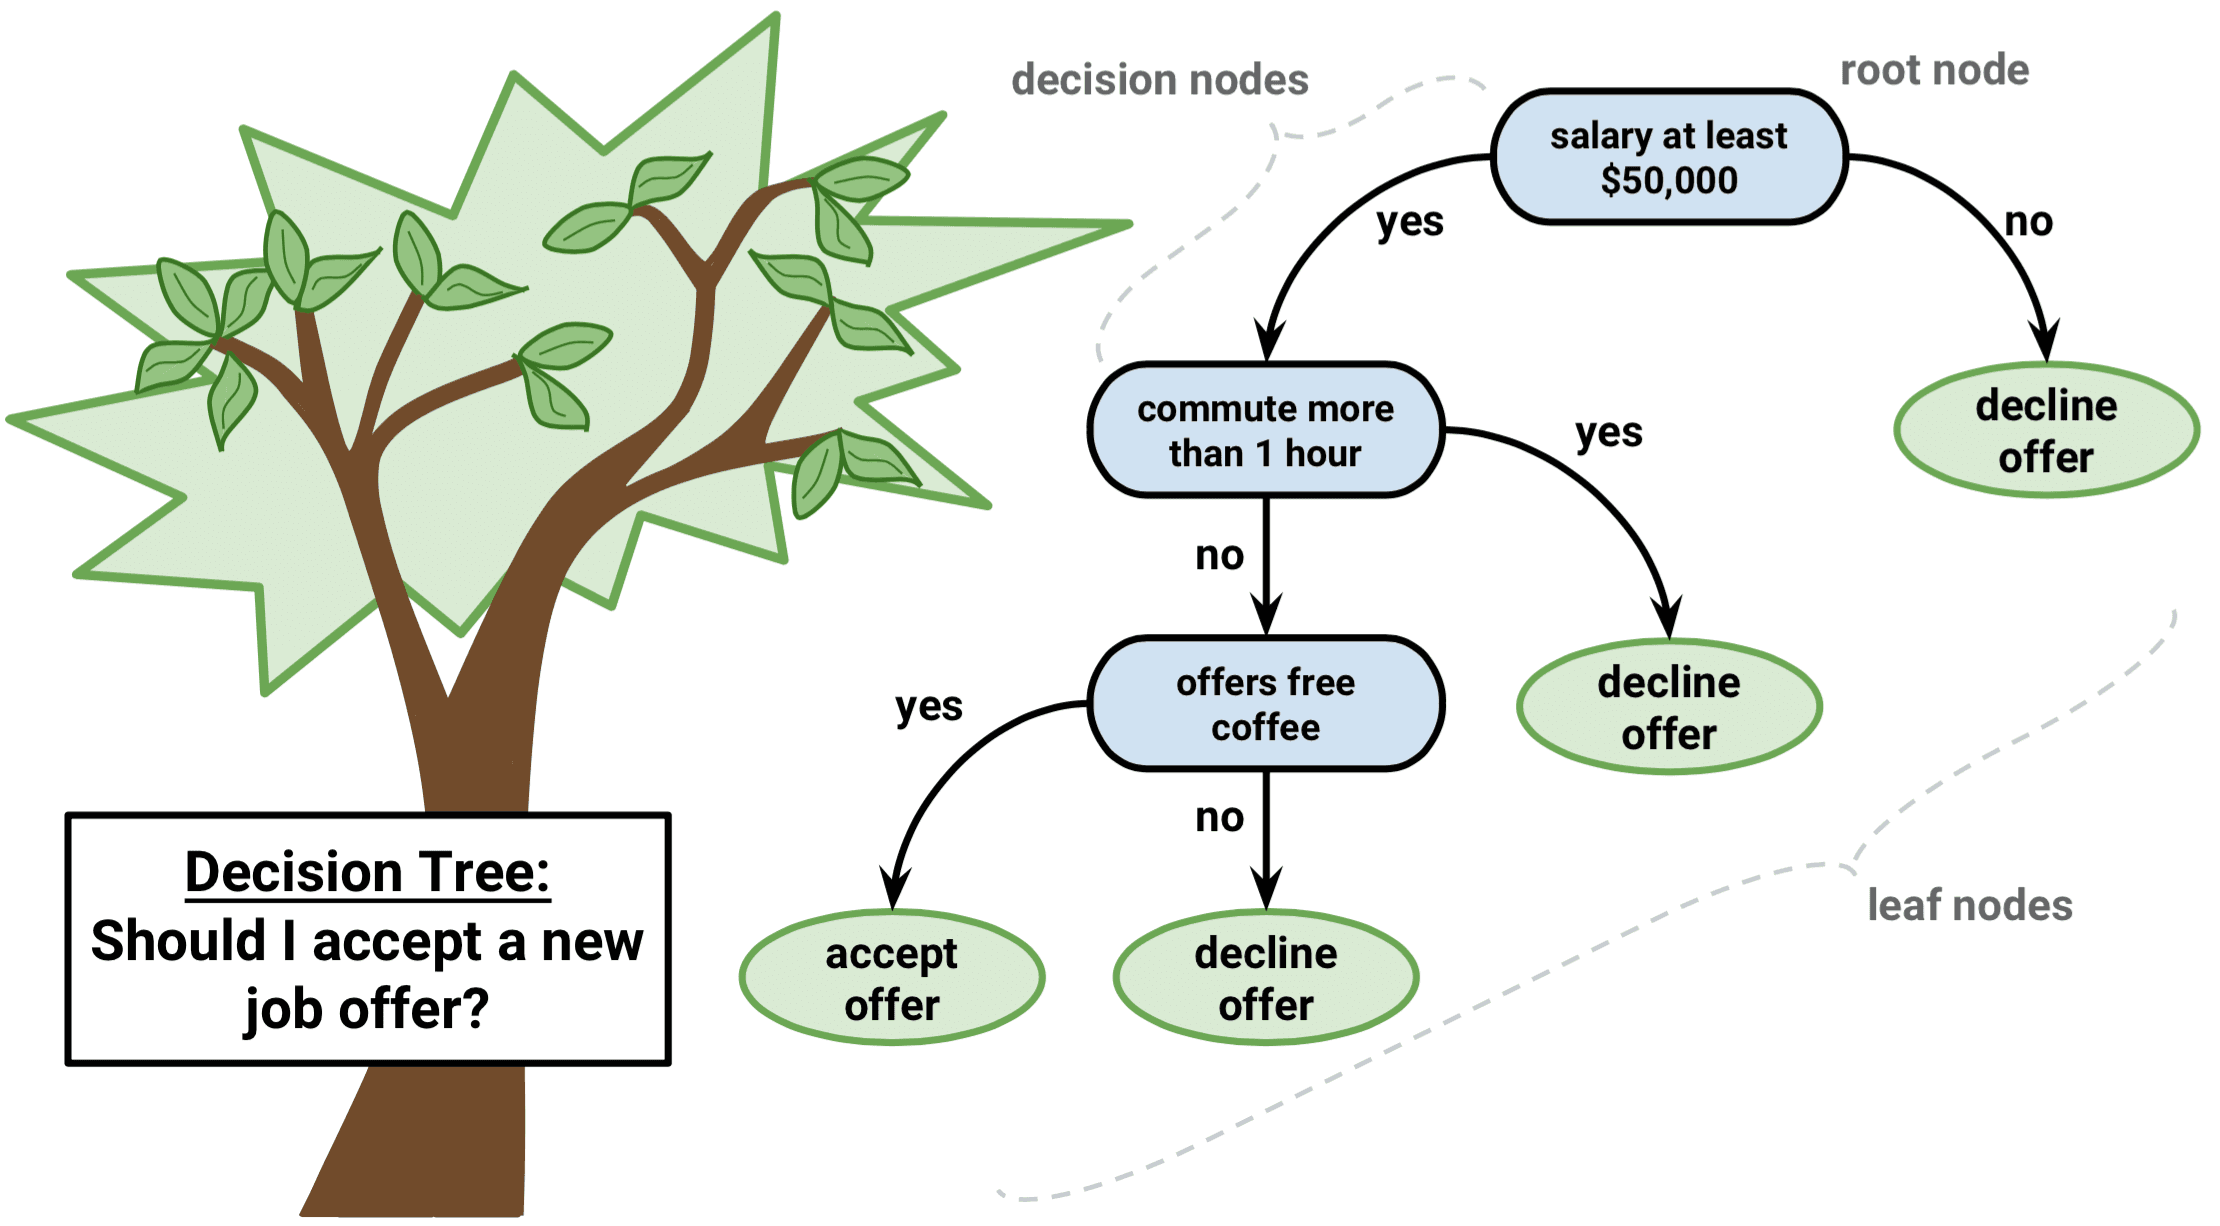 decision nodes
root node
salary at least
$50,000
yes
no
commute more
than 1 hour
yes
decline
offer
no
offers free
coffee
yes
decline
offer
no
accept
offer
decline
offer
leaf nodes
Decision Tree:
Should I accept a new
job offer?